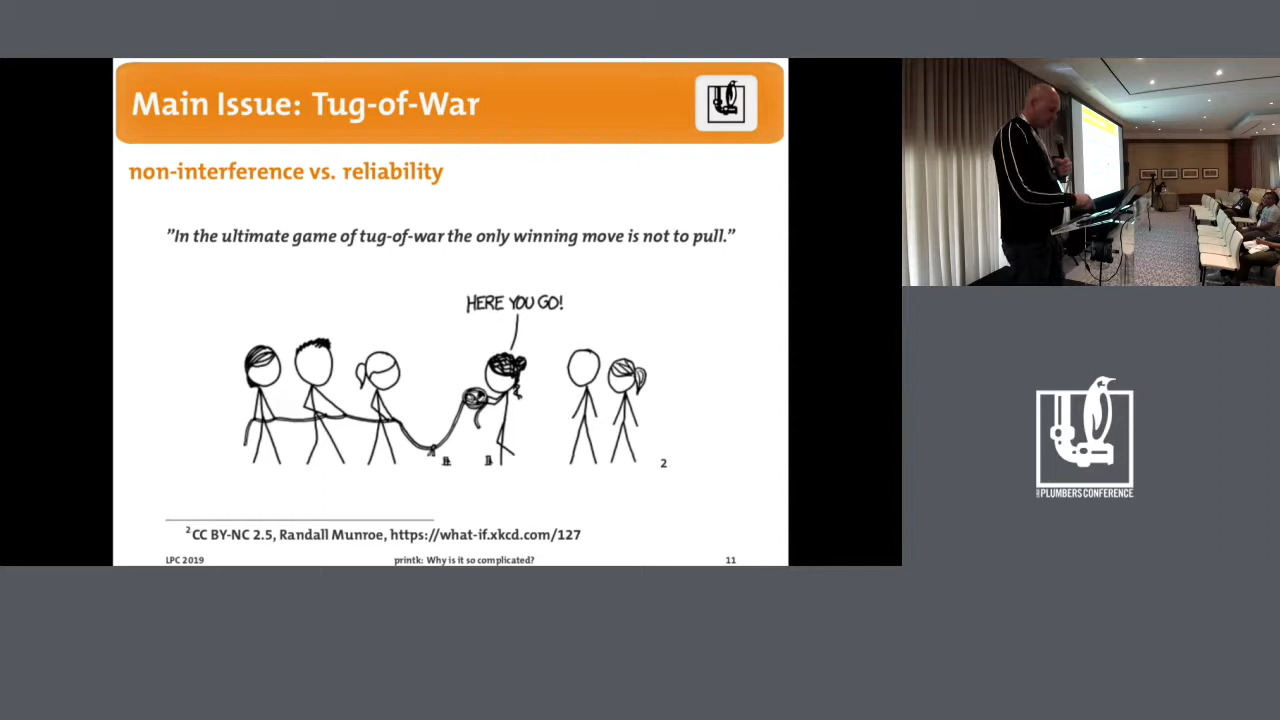 Main Issue: Tug-of-War
non-interference vs. reliability
"In the ultimate game of tug-of-war the only winning move is not to pull."
HERE YOU GO!
2
2 CC BY-NC 2.5, Randall Munroe, https://what-if.xkcd.com/127
LPC 2019
printk: Why is it so complicated?
11
PLUMBERS CONFERENCE